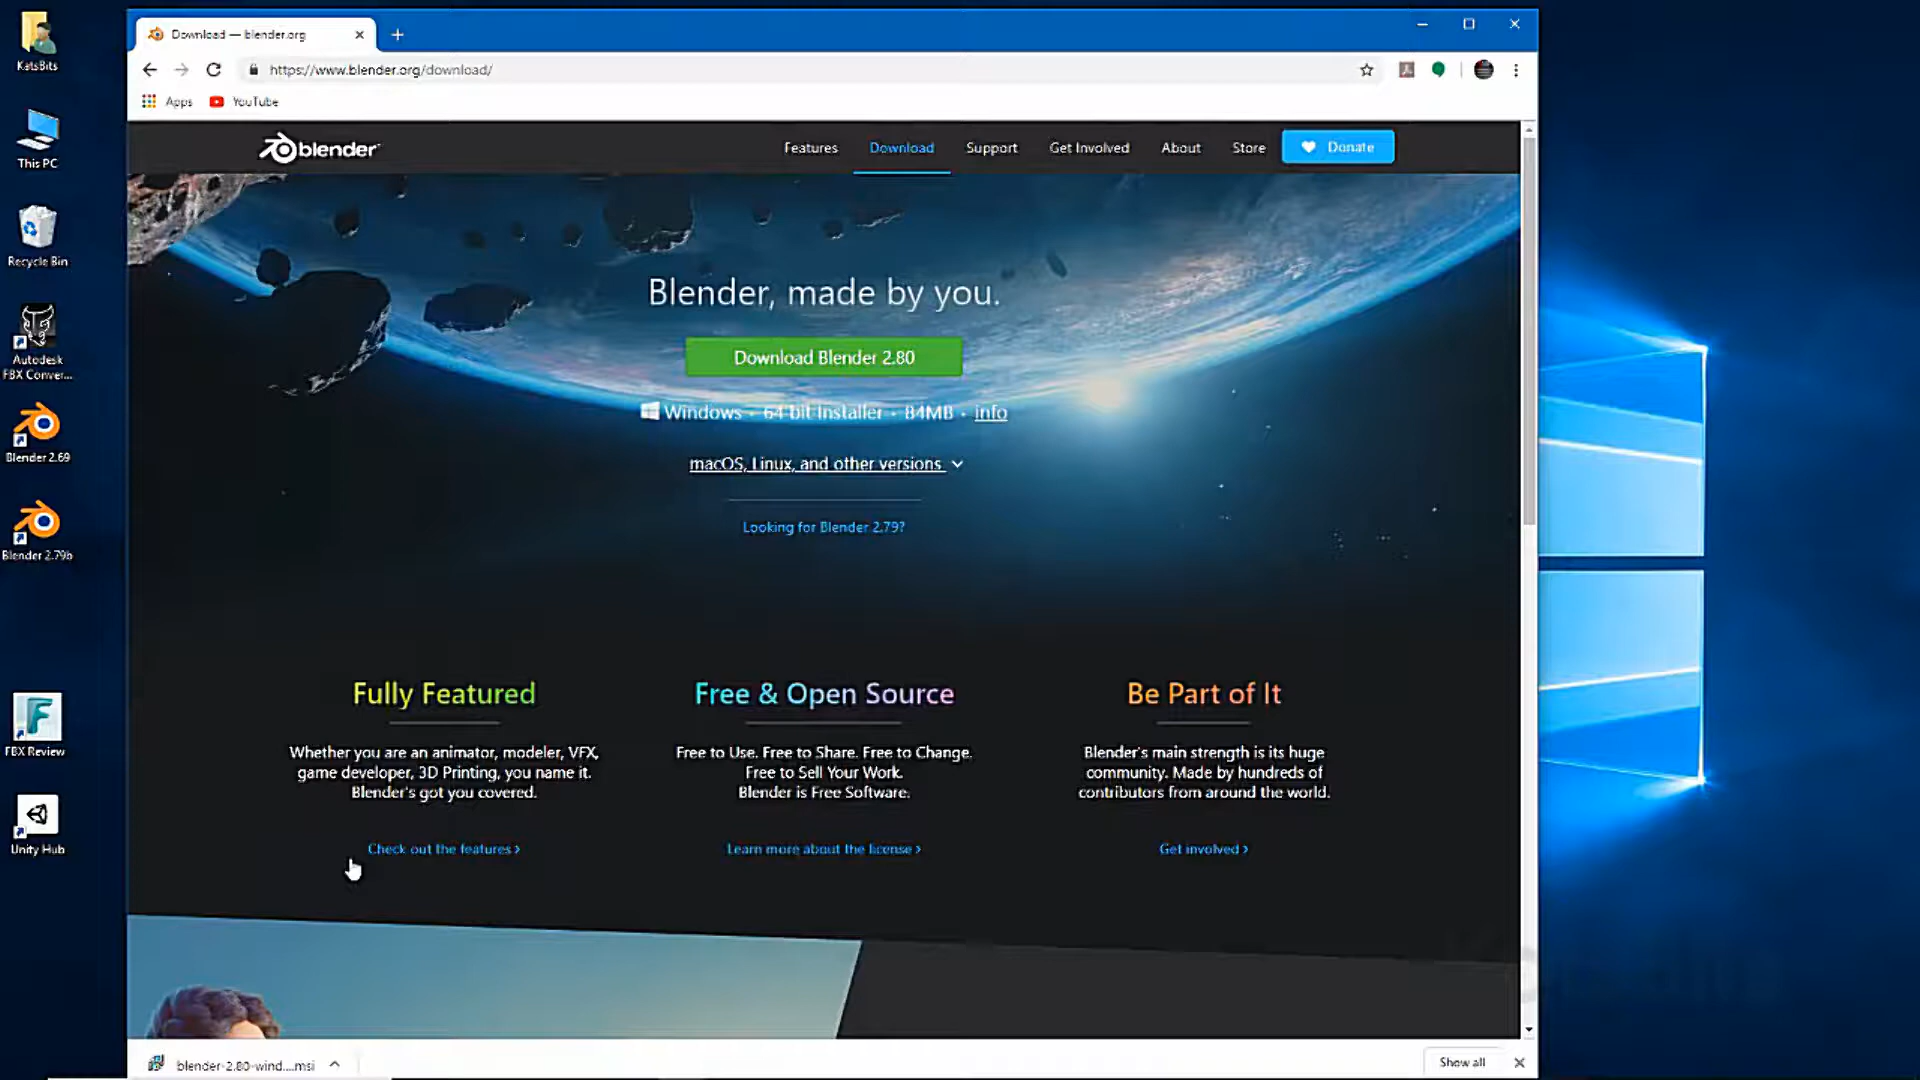 KatsBits
This PC
Recycle Bin
Autodesk
FBX Conver...
Blender 2.69
Blender 2.79b
FBX Review
Unity Hub
Download — blender.org
https://www.blender.org/download/
Apps
YouTube
blender
Features
Download
Support
Get Involved
About
Store
Donate
Blender, made by you.
Download Blender 2.80
Windows · 64 bit Installer · 84MB · info
macOS, Linux, and other versions
Looking for Blender 2.79?
Fully Featured
Whether you are an animator, modeler, VFX,
game developer, 3D Printing, you name it.
Blender's got you covered.
Check out the features >
Free & Open Source
Free to Use. Free to Share. Free to Change.
Free to Sell Your Work.
Blender is Free Software.
Learn more about the license >
Be Part of It
Blender's main strength is its huge
community. Made by hundreds of
contributors from around the world.
Get involved >
blender-2.80-wind....msi
Show all